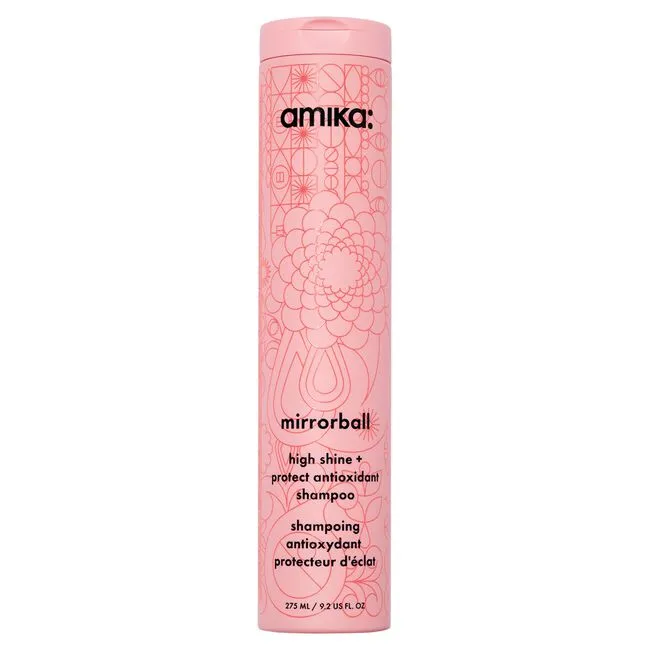 amika:
mirrorball
high shine +
protect antioxidant
shampoo
shampoing
antioxydant
protecteur d'éclat
275 ML / 9.2 US FL. OZ